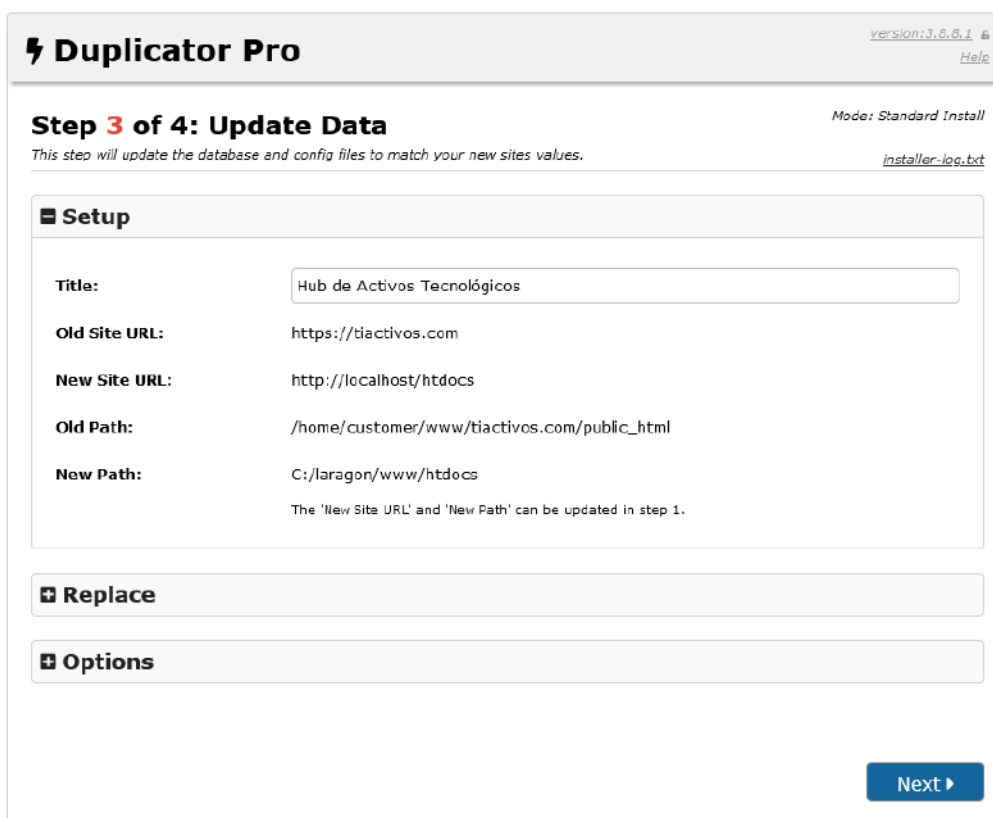 Duplicator Pro
version:3.8.8.1
Help
Step 3 of 4: Update Data
Mode: Standard Install
This step will update the database and config files to match your new sites values.
installer-log.txt
Setup
Title: Hub de Activos Tecnológicos
Old Site URL: https://tiactivos.com
New Site URL: http://localhost/htdocs
Old Path: /home/customer/www/tiactivos.com/public_html
New Path: C:/laragon/www/htdocs
The 'New Site URL' and 'New Path' can be updated in step 1.
Replace
Options
Next